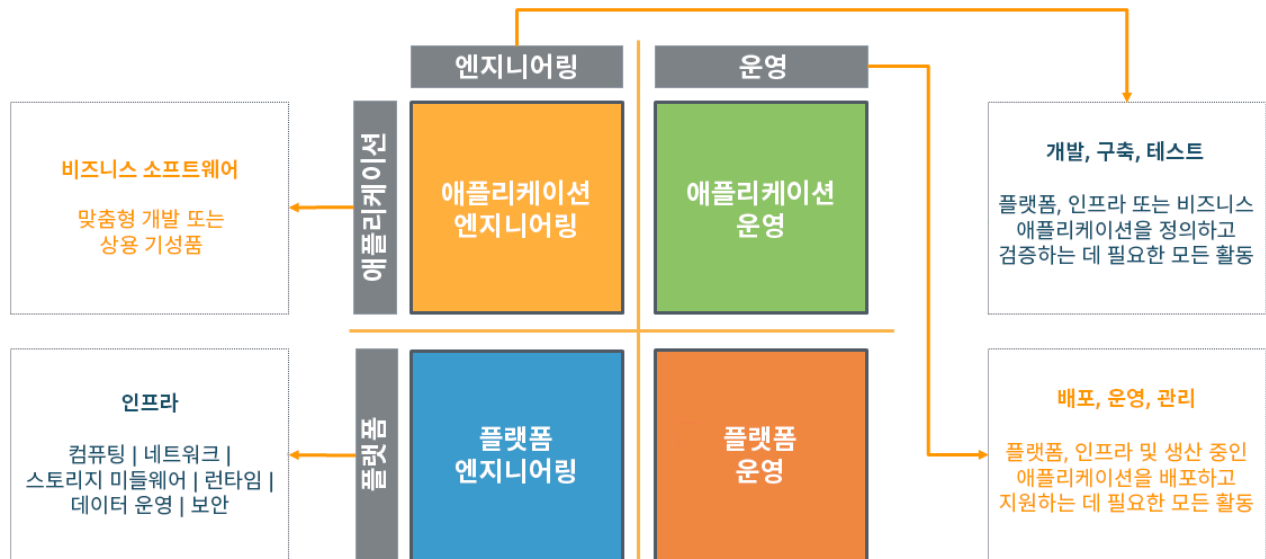 엔지니어링
운영
애플리케이션
플랫폼
비즈니스 소프트웨어
맞춤형 개발 또는
상용 기성품
애플리케이션
엔지니어링
애플리케이션
운영
개발, 구축, 테스트
플랫폼, 인프라 또는 비즈니스
애플리케이션을 정의하고
검증하는 데 필요한 모든 활동
인프라
컴퓨팅 | 네트워크 |
스토리지 미들웨어 | 런타임 |
데이터 운영 | 보안
플랫폼
엔지니어링
플랫폼
운영
배포, 운영, 관리
플랫폼, 인프라 및 생산 중인
애플리케이션을 배포하고
지원하는 데 필요한 모든 활동